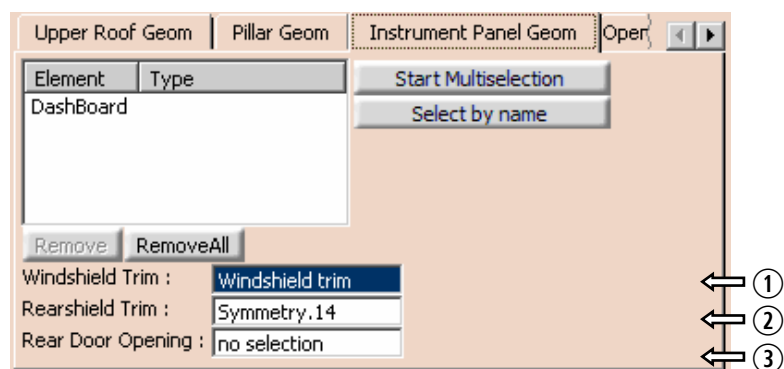 Upper Roof Geom Pillar Geom Instrument Panel Geom Open
Element Type Start Multiselection
DashBoard Select by name
Remove RemoveAll
Windshield Trim : Windshield trim ①
Rearshield Trim : Symmetry.14 ②
Rear Door Opening : no selection ③